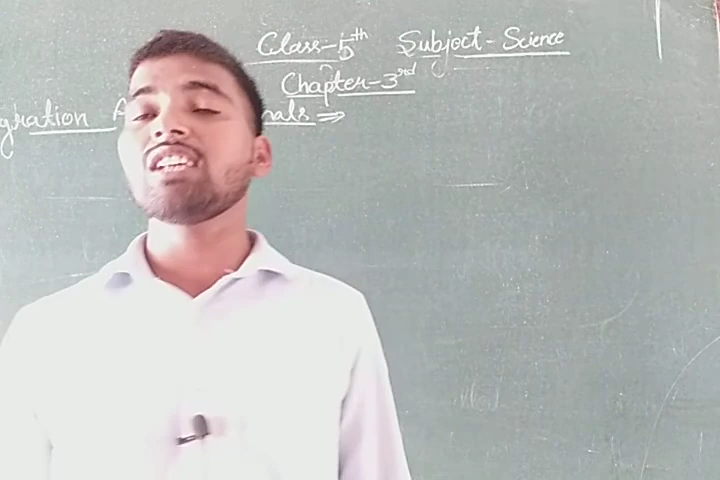 Class-5th Subject-Science
Chapter-3rd
gration A nals ⇒